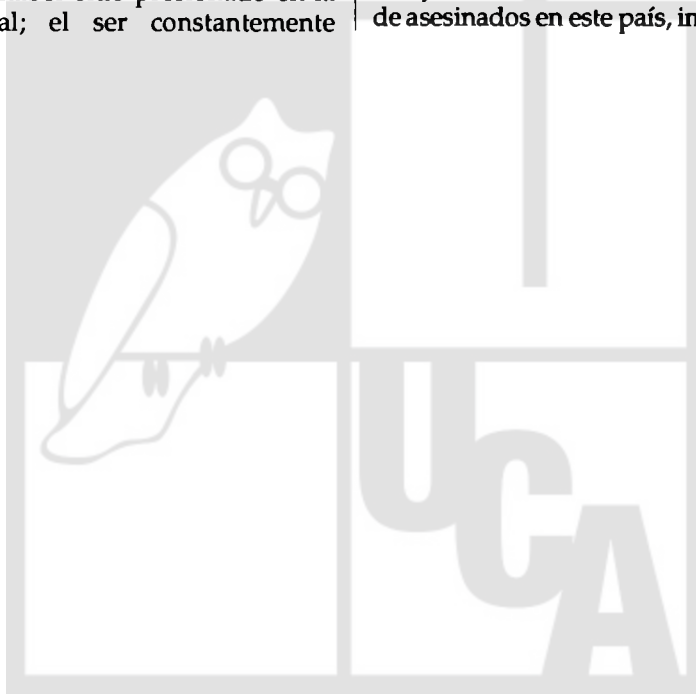 al; el ser constantemente
de asesinados en este país, in
UCA